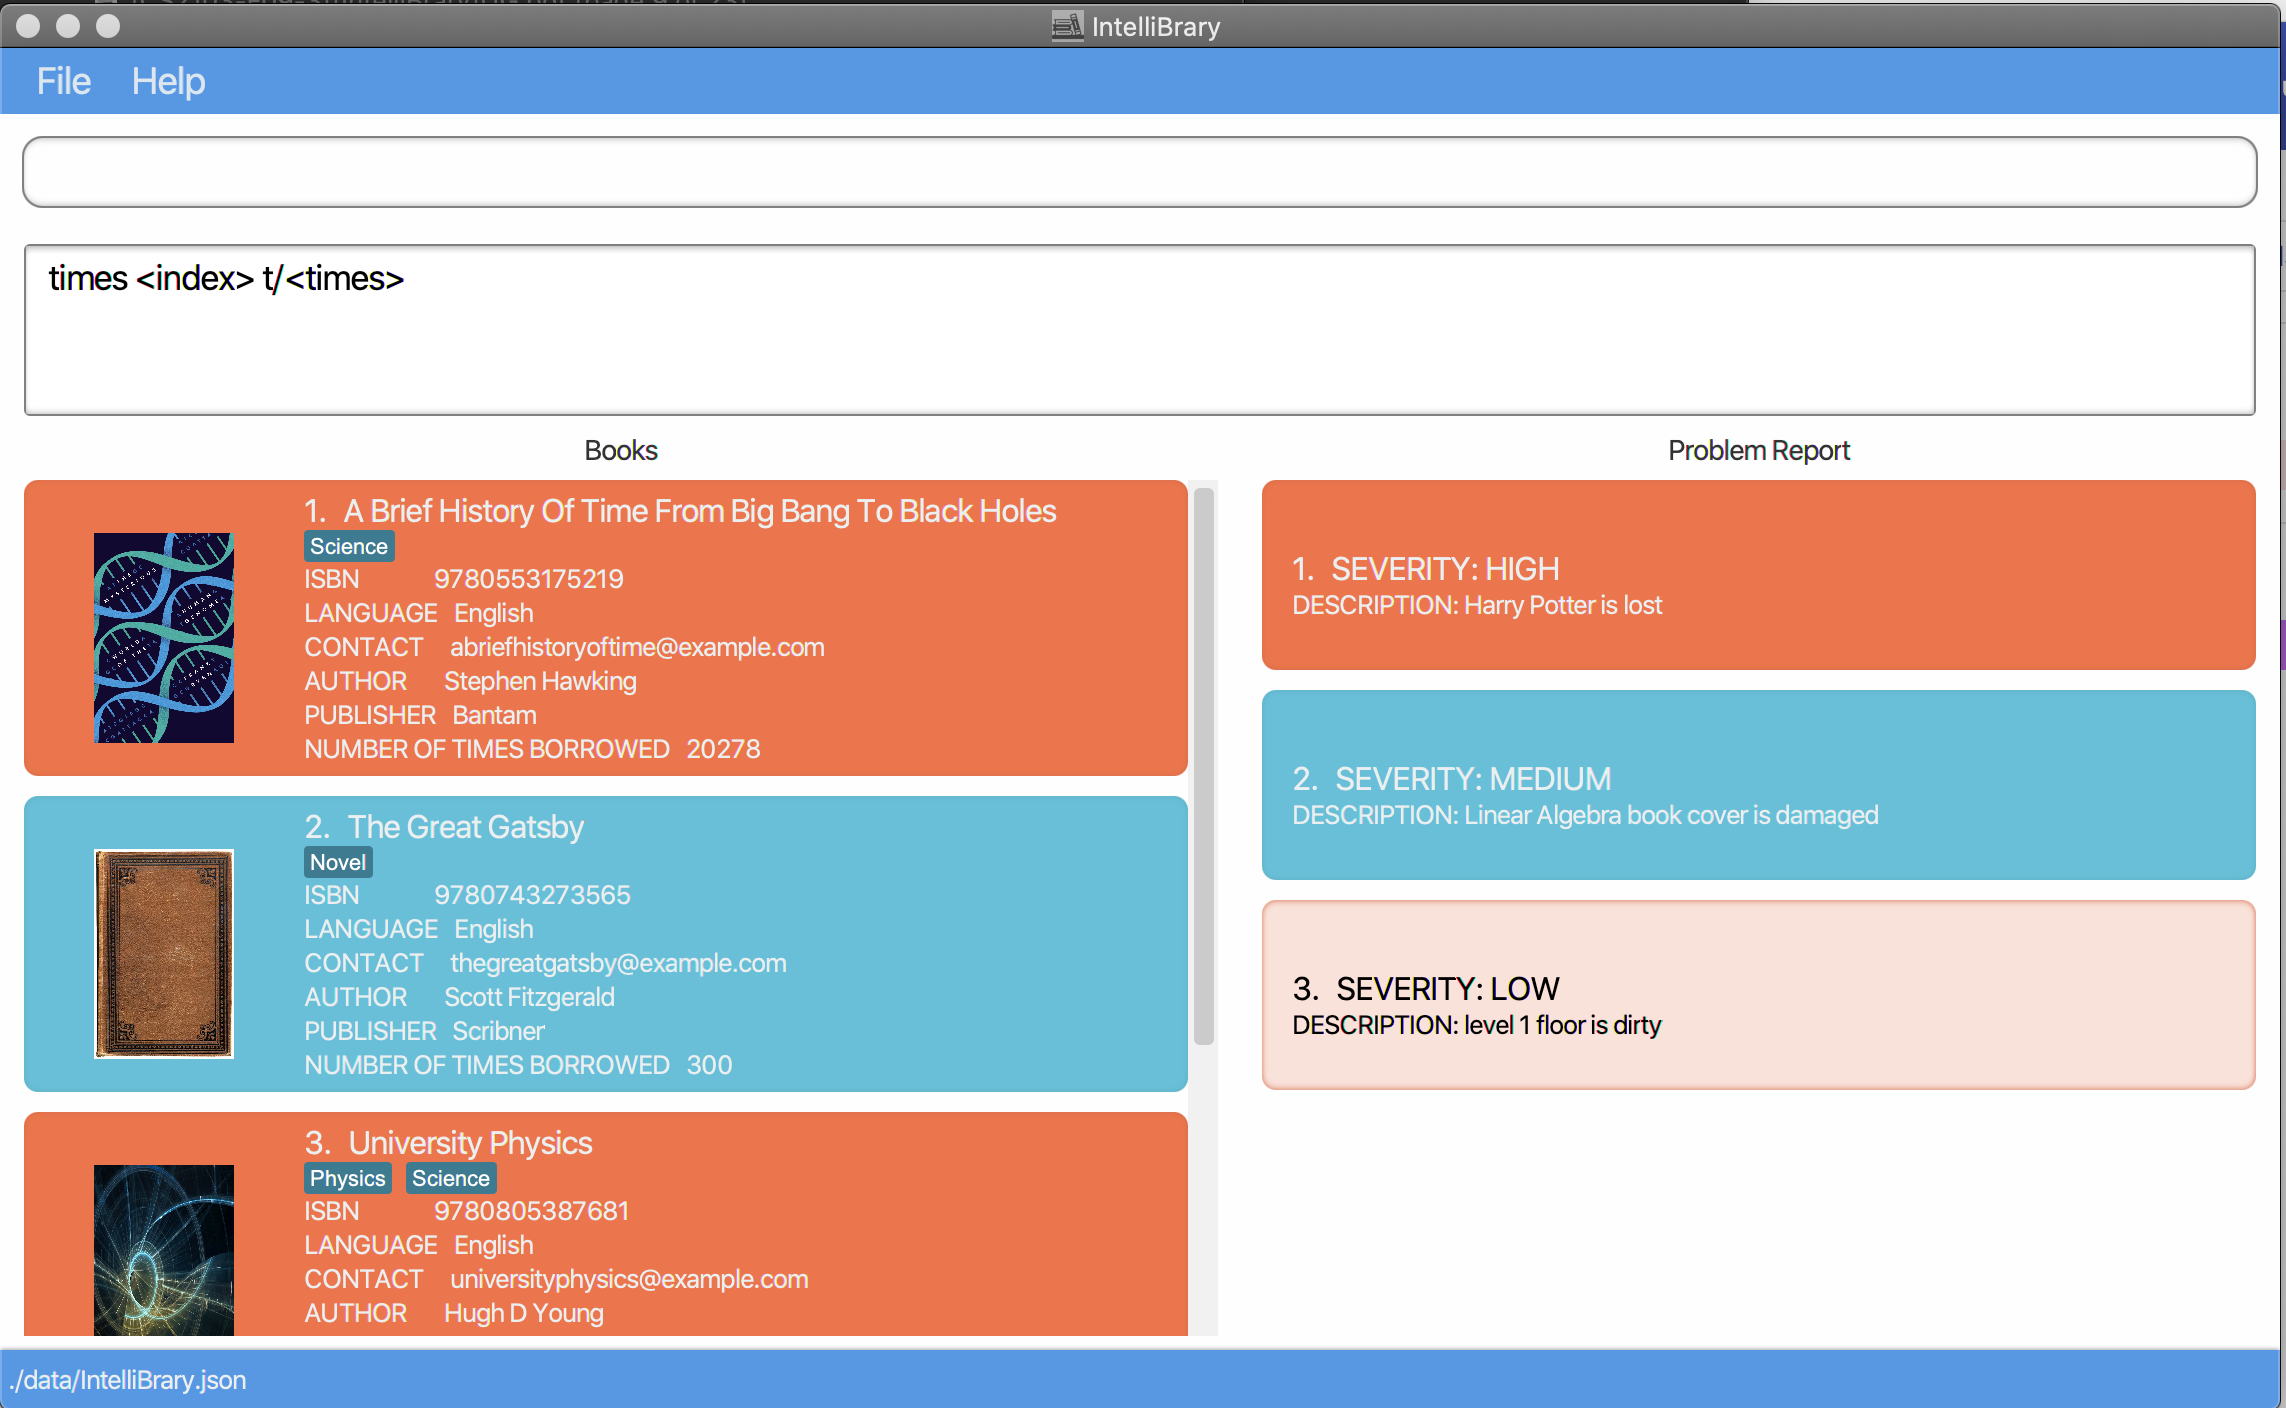 IntelliBrary
File Help
times <index> t/<times>
Books
1. A Brief History Of Time From Big Bang To Black Holes
Science
ISBN 9780553175219
LANGUAGE English
CONTACT abriefhistoryoftime@example.com
AUTHOR Stephen Hawking
PUBLISHER Bantam
NUMBER OF TIMES BORROWED 20278
2. The Great Gatsby
Novel
ISBN 9780743273565
LANGUAGE English
CONTACT thegreatgatsby@example.com
AUTHOR Scott Fitzgerald
PUBLISHER Scribner
NUMBER OF TIMES BORROWED 300
3. University Physics
Physics Science
ISBN 9780805387681
LANGUAGE English
CONTACT universityphysics@example.com
AUTHOR Hugh D Young
Problem Report
1. SEVERITY: HIGH
DESCRIPTION: Harry Potter is lost
2. SEVERITY: MEDIUM
DESCRIPTION: Linear Algebra book cover is damaged
3. SEVERITY: LOW
DESCRIPTION: level 1 floor is dirty
./data/IntelliBrary.json